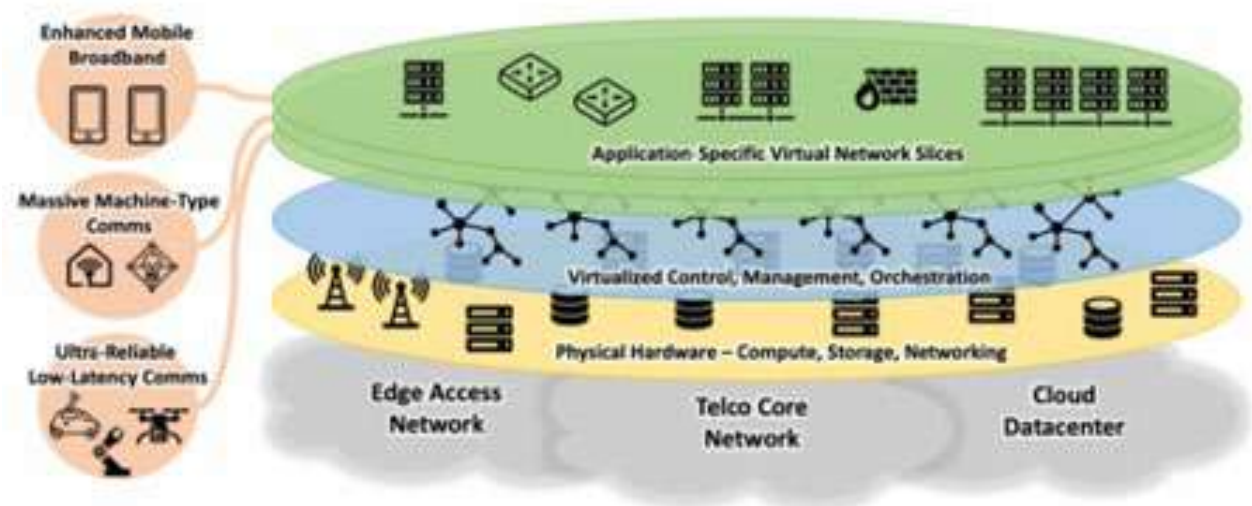 Enhanced Mobile
Broadband
Massive Machine-Type
Comms
Ultra-Reliable
Low-Latency Comms
Application-Specific Virtual Network Slices
Virtualized Control, Management, Orchestration
Physical Hardware – Compute, Storage, Networking
Edge Access
Network
Telco Core
Network
Cloud
Datacenter